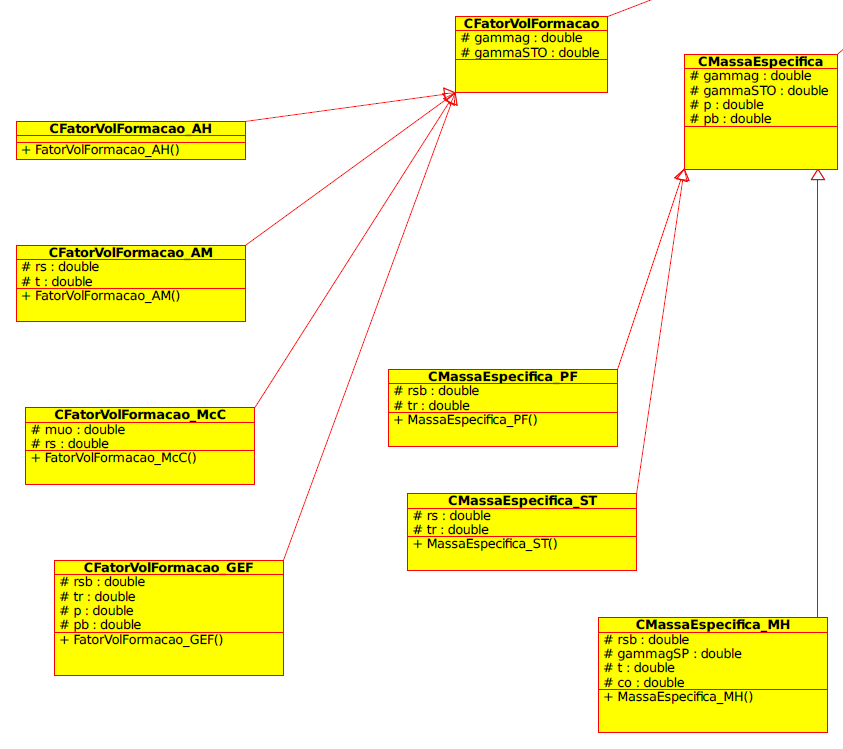 CFatorVolFormacao
# gammag : double
# gammaSTO : double
CMassaEspecifica
# gammag : double
# gammaSTO : double
# p : double
# pb : double
CFatorVolFormacao_AH
+ FatorVolFormacao_AH()
CFatorVolFormacao_AM
# rs : double
# t : double
+ FatorVolFormacao_AM()
CMassaEspecifica_PF
# rsb : double
# tr : double
+ MassaEspecifica_PF()
CFatorVolFormacao_McC
# muo : double
# rs : double
+ FatorVolFormacao_McC()
CMassaEspecifica_ST
# rs : double
# tr : double
+ MassaEspecifica_ST()
CFatorVolFormacao_GEF
# rsb : double
# tr : double
# p : double
# pb : double
+ FatorVolFormacao_GEF()
CMassaEspecifica_MH
# rsb : double
# gammagSP : double
# t : double
# co : double
+ MassaEspecifica_MH()